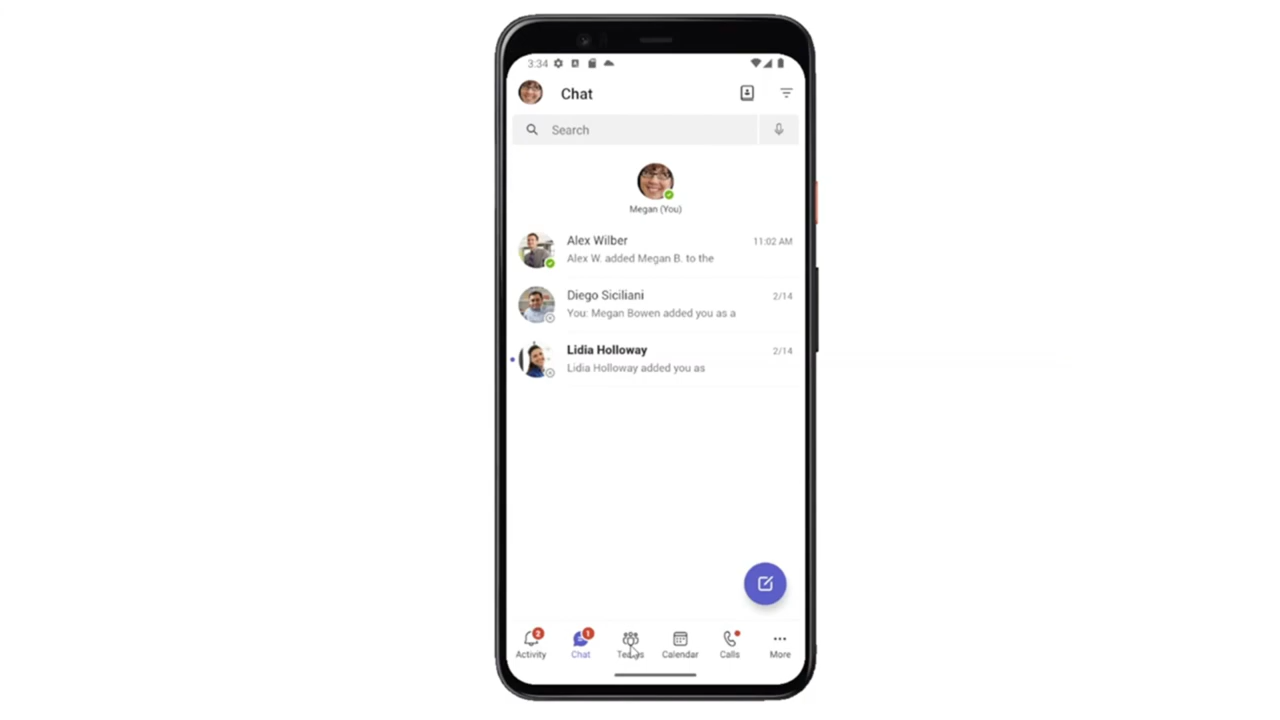 3:34
Chat
Search
Megan (You)
Alex Wilber 11:02 AM
Alex W. added Megan B. to the
Diego Siciliani 2/14
You: Megan Bowen added you as a
Lidia Holloway 2/14
Lidia Holloway added you as
2 1
Activity Chat Teams Calendar Calls More